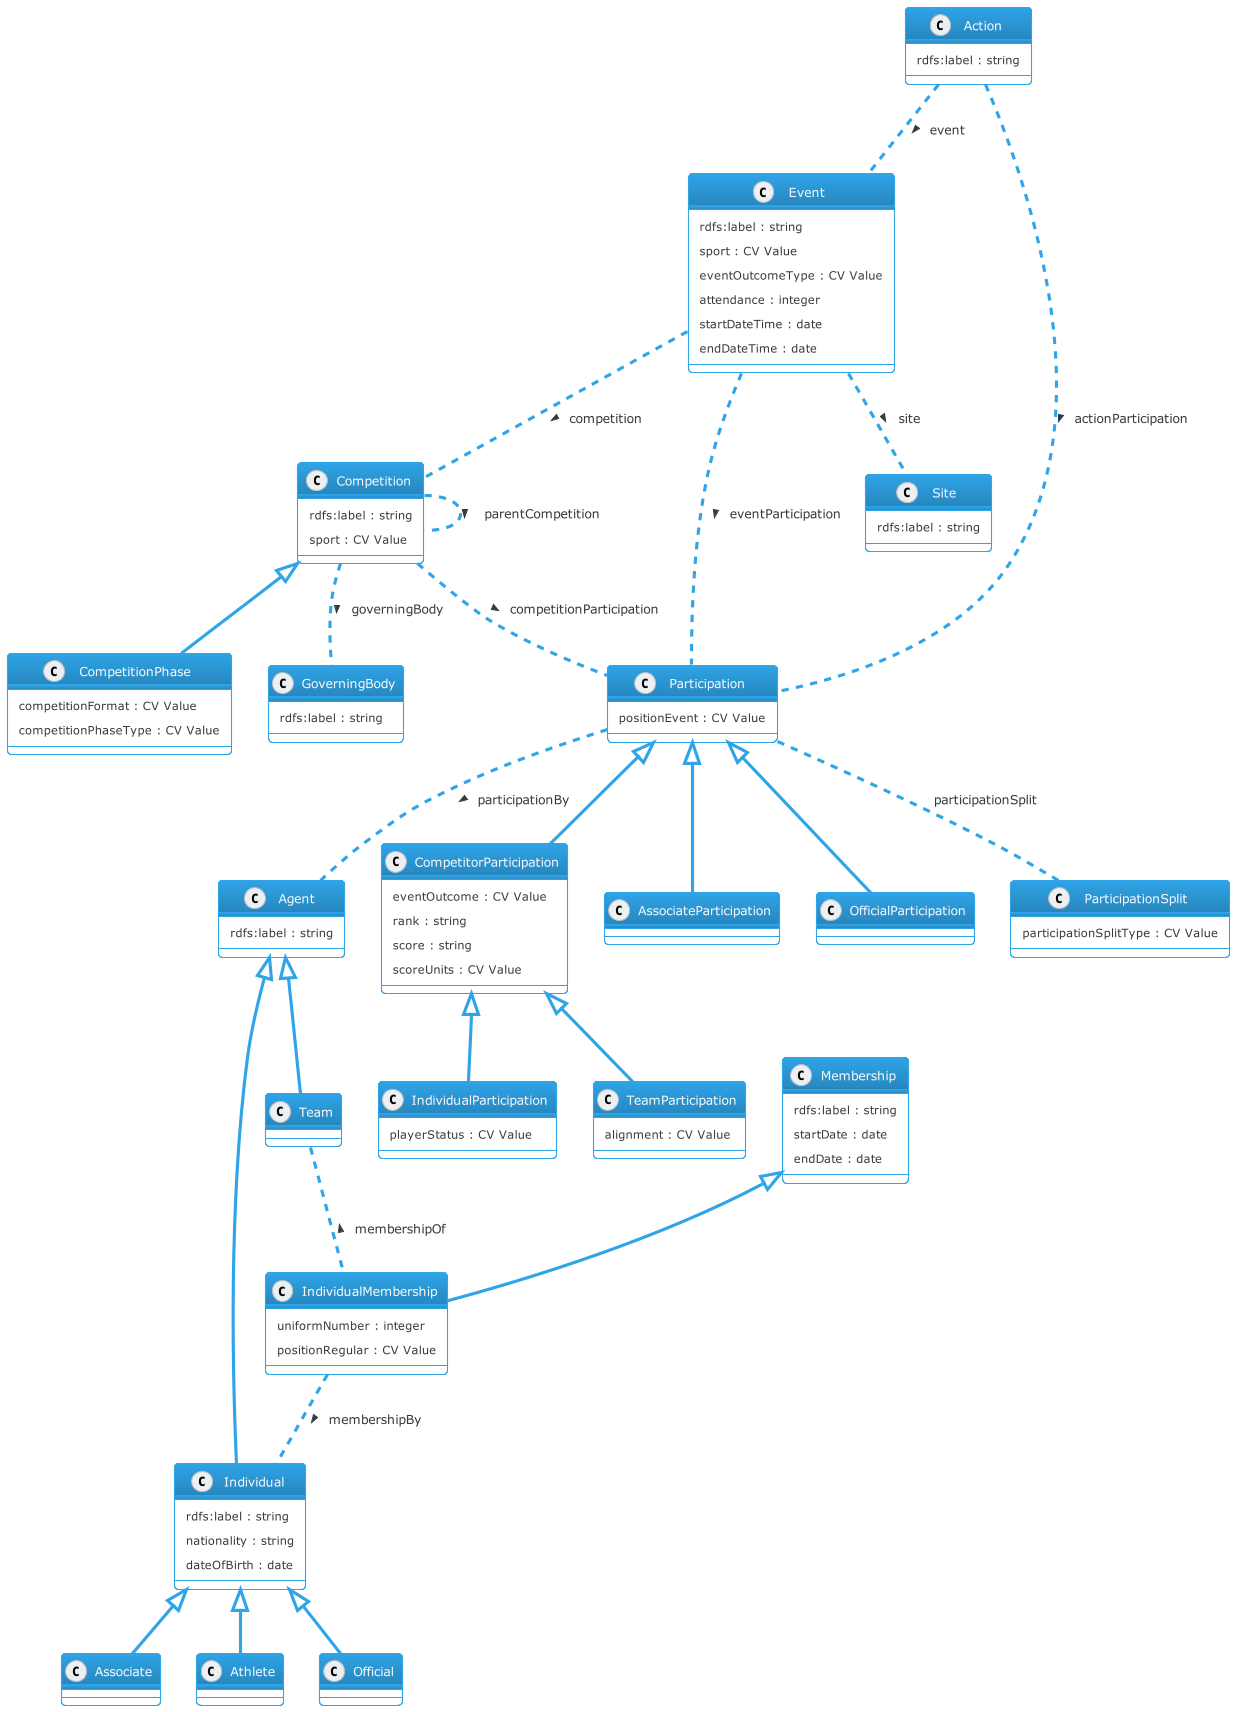 C Action
rdfs:label : string
event
C Event
rdfs:label : string
sport : CV Value
eventOutcomeType : CV Value
attendance : integer
startDateTime : date
endDateTime : date
competition
site
actionParticipation
C Competition
rdfs:label : string
sport : CV Value
parentCompetition
eventParticipation
C Site
rdfs:label : string
governingBody
competitionParticipation
C CompetitionPhase
competitionFormat : CV Value
competitionPhaseType : CV Value
C GoverningBody
rdfs:label : string
C Participation
positionEvent : CV Value
participationBy
participationSplit
C Agent
rdfs:label : string
C CompetitorParticipation
eventOutcome : CV Value
rank : string
score : string
scoreUnits : CV Value
C AssociateParticipation
C OfficialParticipation
C ParticipationSplit
participationSplitType : CV Value
C Team
C IndividualParticipation
playerStatus : CV Value
C TeamParticipation
alignment : CV Value
C Membership
rdfs:label : string
startDate : date
endDate : date
membershipOf
C IndividualMembership
uniformNumber : integer
positionRegular : CV Value
membershipBy
C Individual
rdfs:label : string
nationality : string
dateOfBirth : date
C Associate
C Athlete
C Official